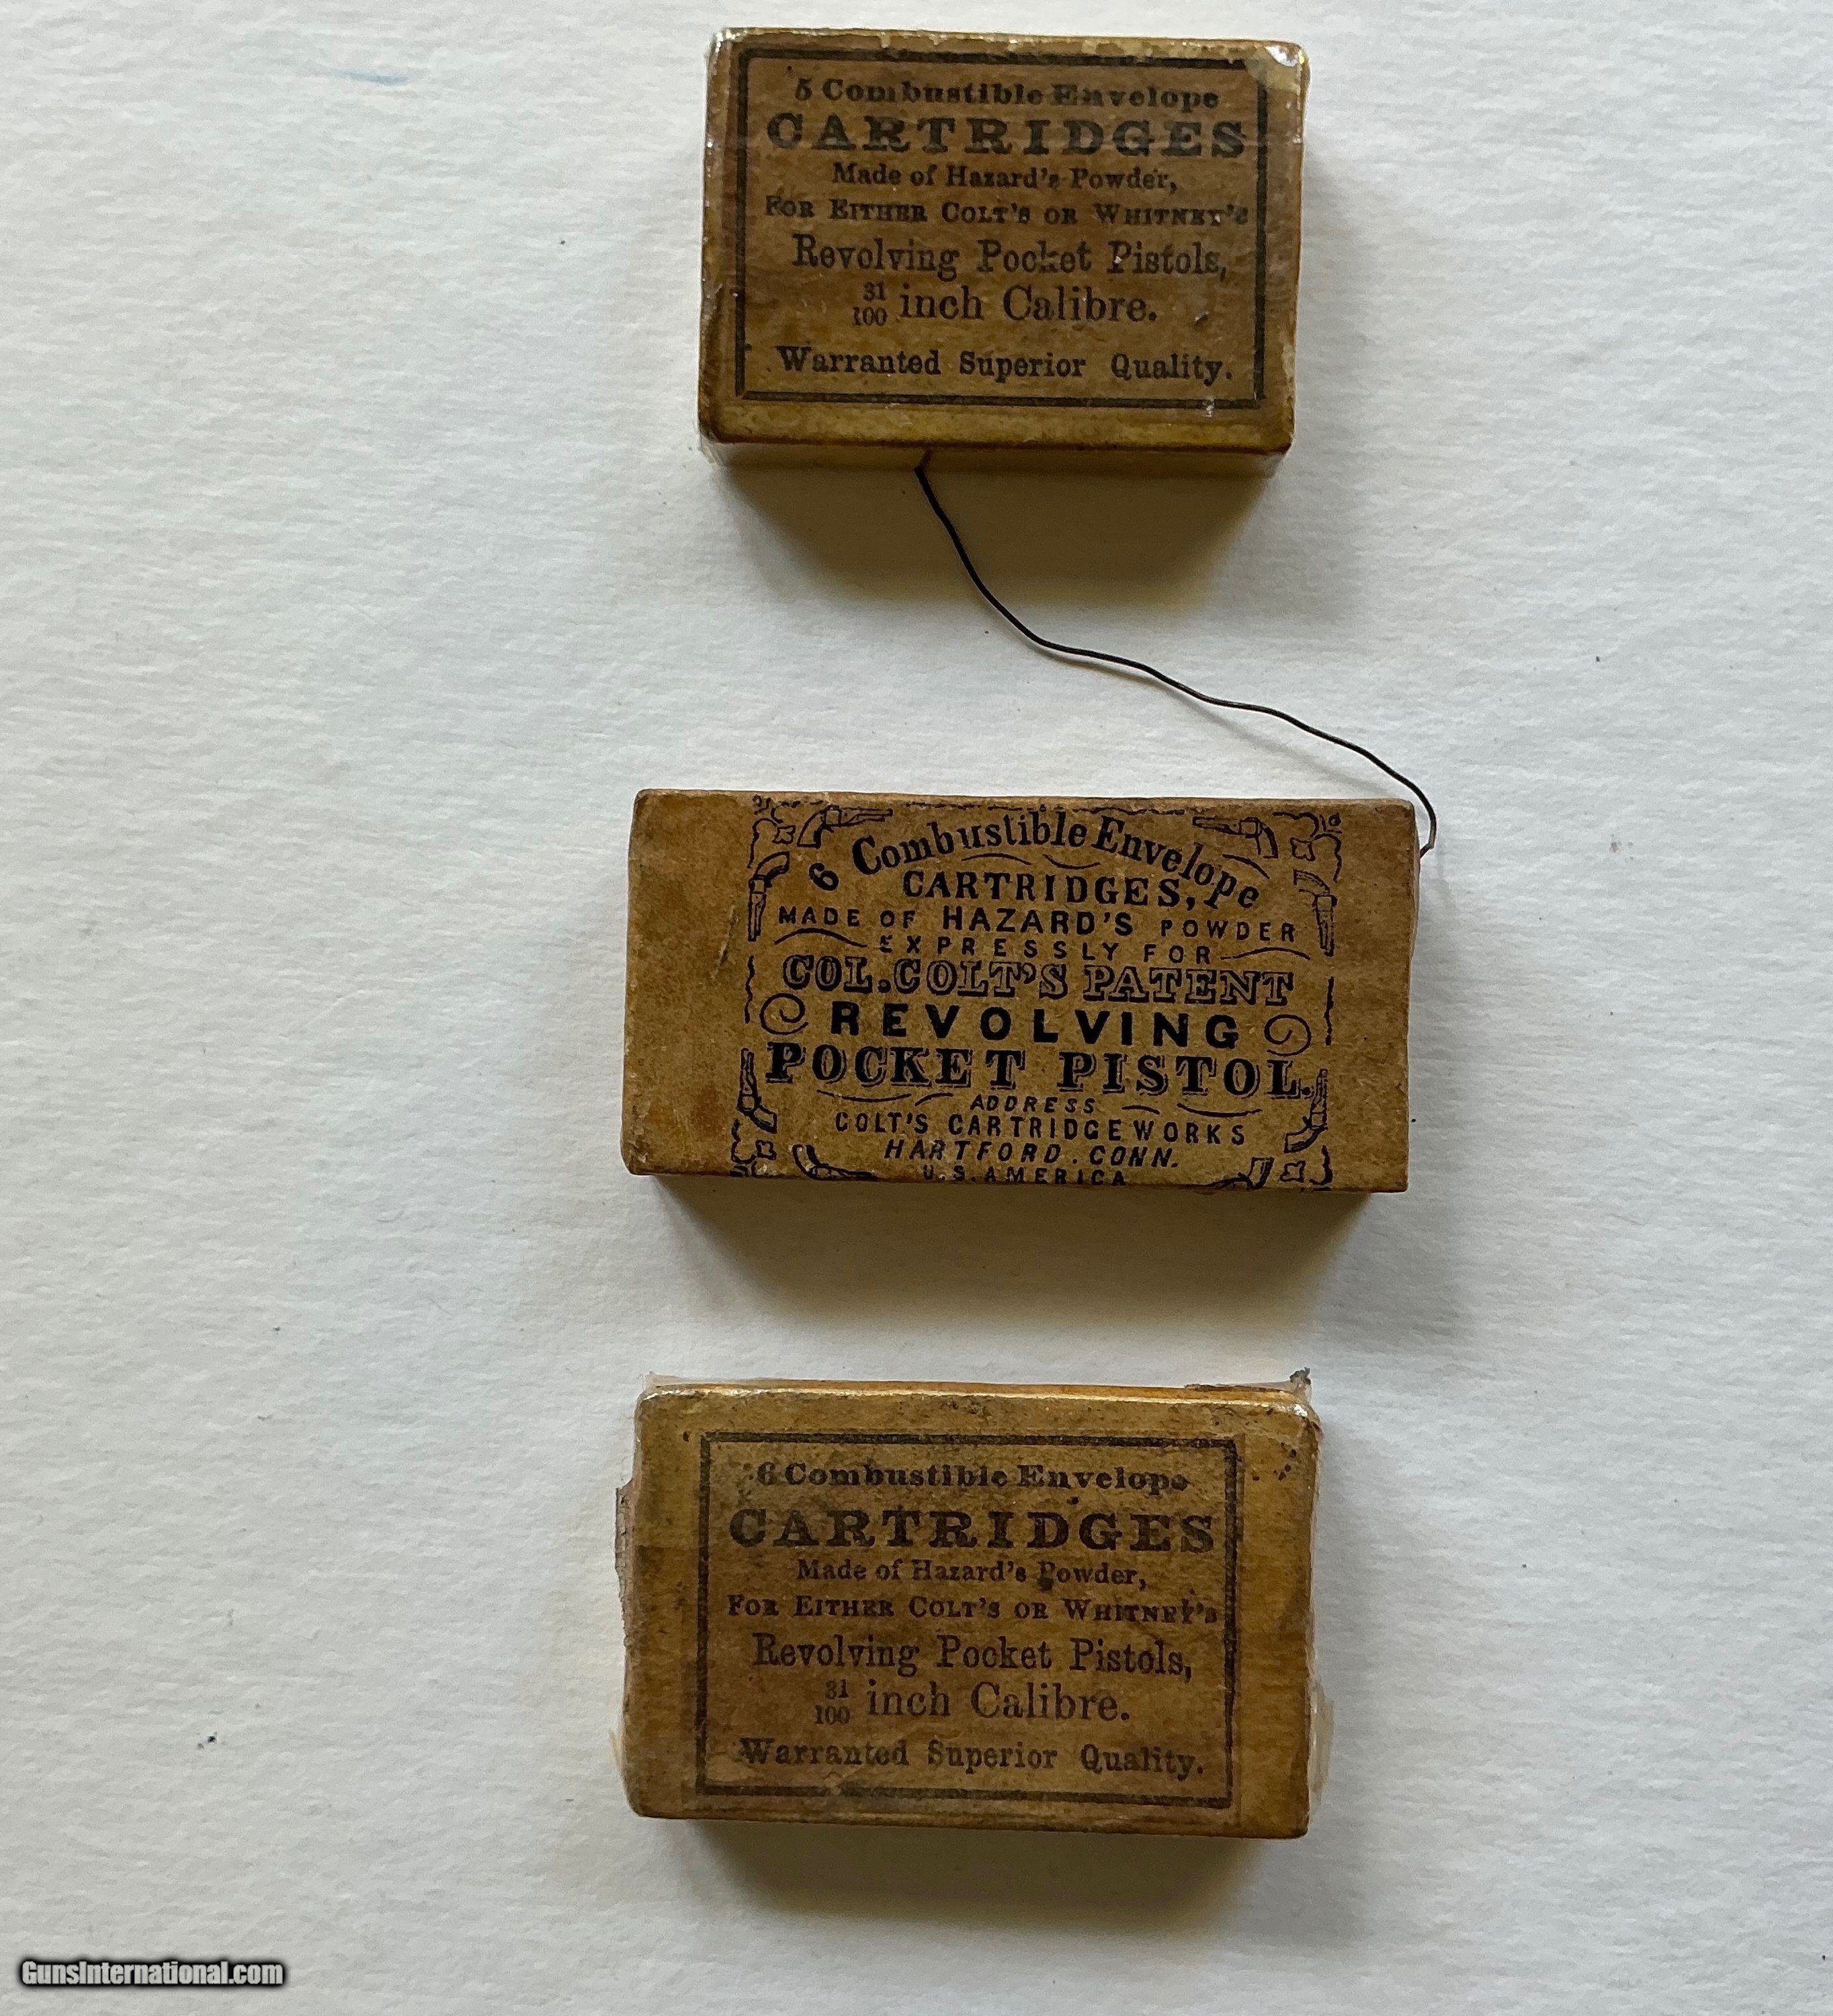 5 Combustible Envelope
CARTRIDGES
Made of Hazard's Powder,
FOR EITHER COLT'S OR WHITNEY'S
Revolving Pocket Pistols,
31/100 inch Calibre.
Warranted Superior Quality.
6 Combustible Envelope
CARTRIDGES,
MADE OF HAZARD'S POWDER
EXPRESSLY FOR
COL. COLT'S PATENT
REVOLVING
POCKET PISTOL.
ADDRESS
COLT'S CARTRIDGE WORKS
HARTFORD. CONN.
U.S. AMERICA
6 Combustible Envelope
CARTRIDGES
Made of Hazard's Powder,
FOR EITHER COLT'S OR WHITNEY'S
Revolving Pocket Pistols,
31/100 inch Calibre.
Warranted Superior Quality.
GunsInternational.com